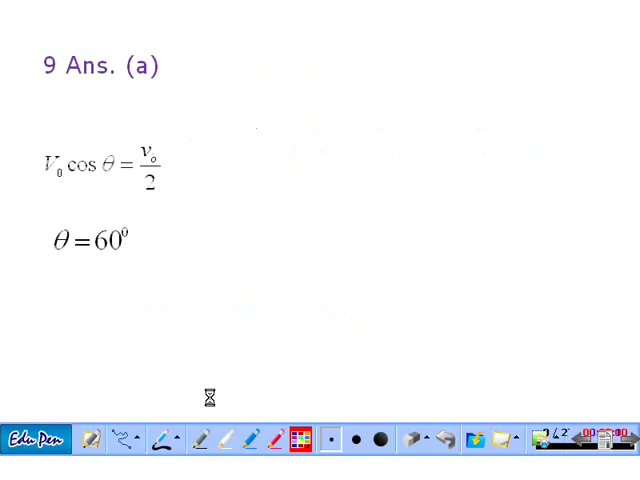 9 Ans. (a)
V₀ cos θ = v₀/2
θ = 60⁰
Edu Pen